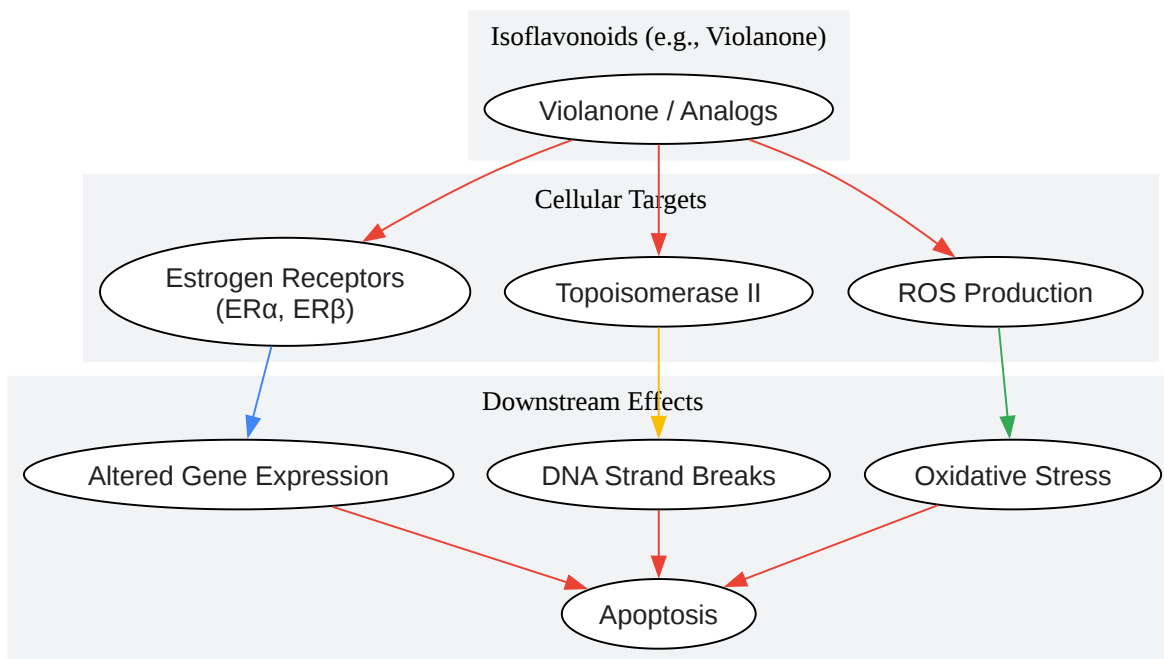 Isoflavonoids (e.g., Violanone)
Violanone / Analogs
Cellular Targets
Estrogen Receptors
(ERα, ERβ)
Topoisomerase II
ROS Production
Downstream Effects
Altered Gene Expression
DNA Strand Breaks
Oxidative Stress
Apoptosis